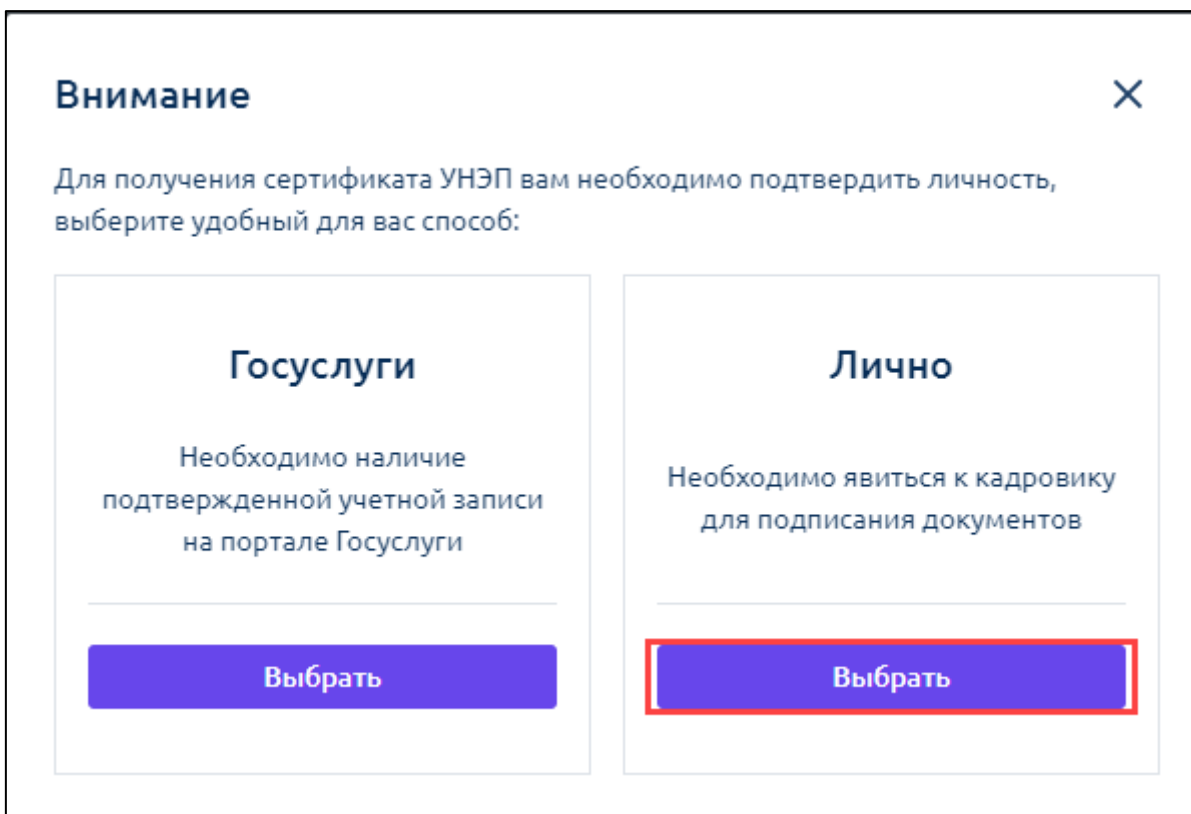 Внимание
Для получения сертификата УНЭП вам необходимо подтвердить личность,
выберите удобный для вас способ:
Госуслуги
Необходимо наличие
подтвержденной учетной записи
на портале Госуслуги
Выбрать
Лично
Необходимо явиться к кадровику
для подписания документов
Выбрать